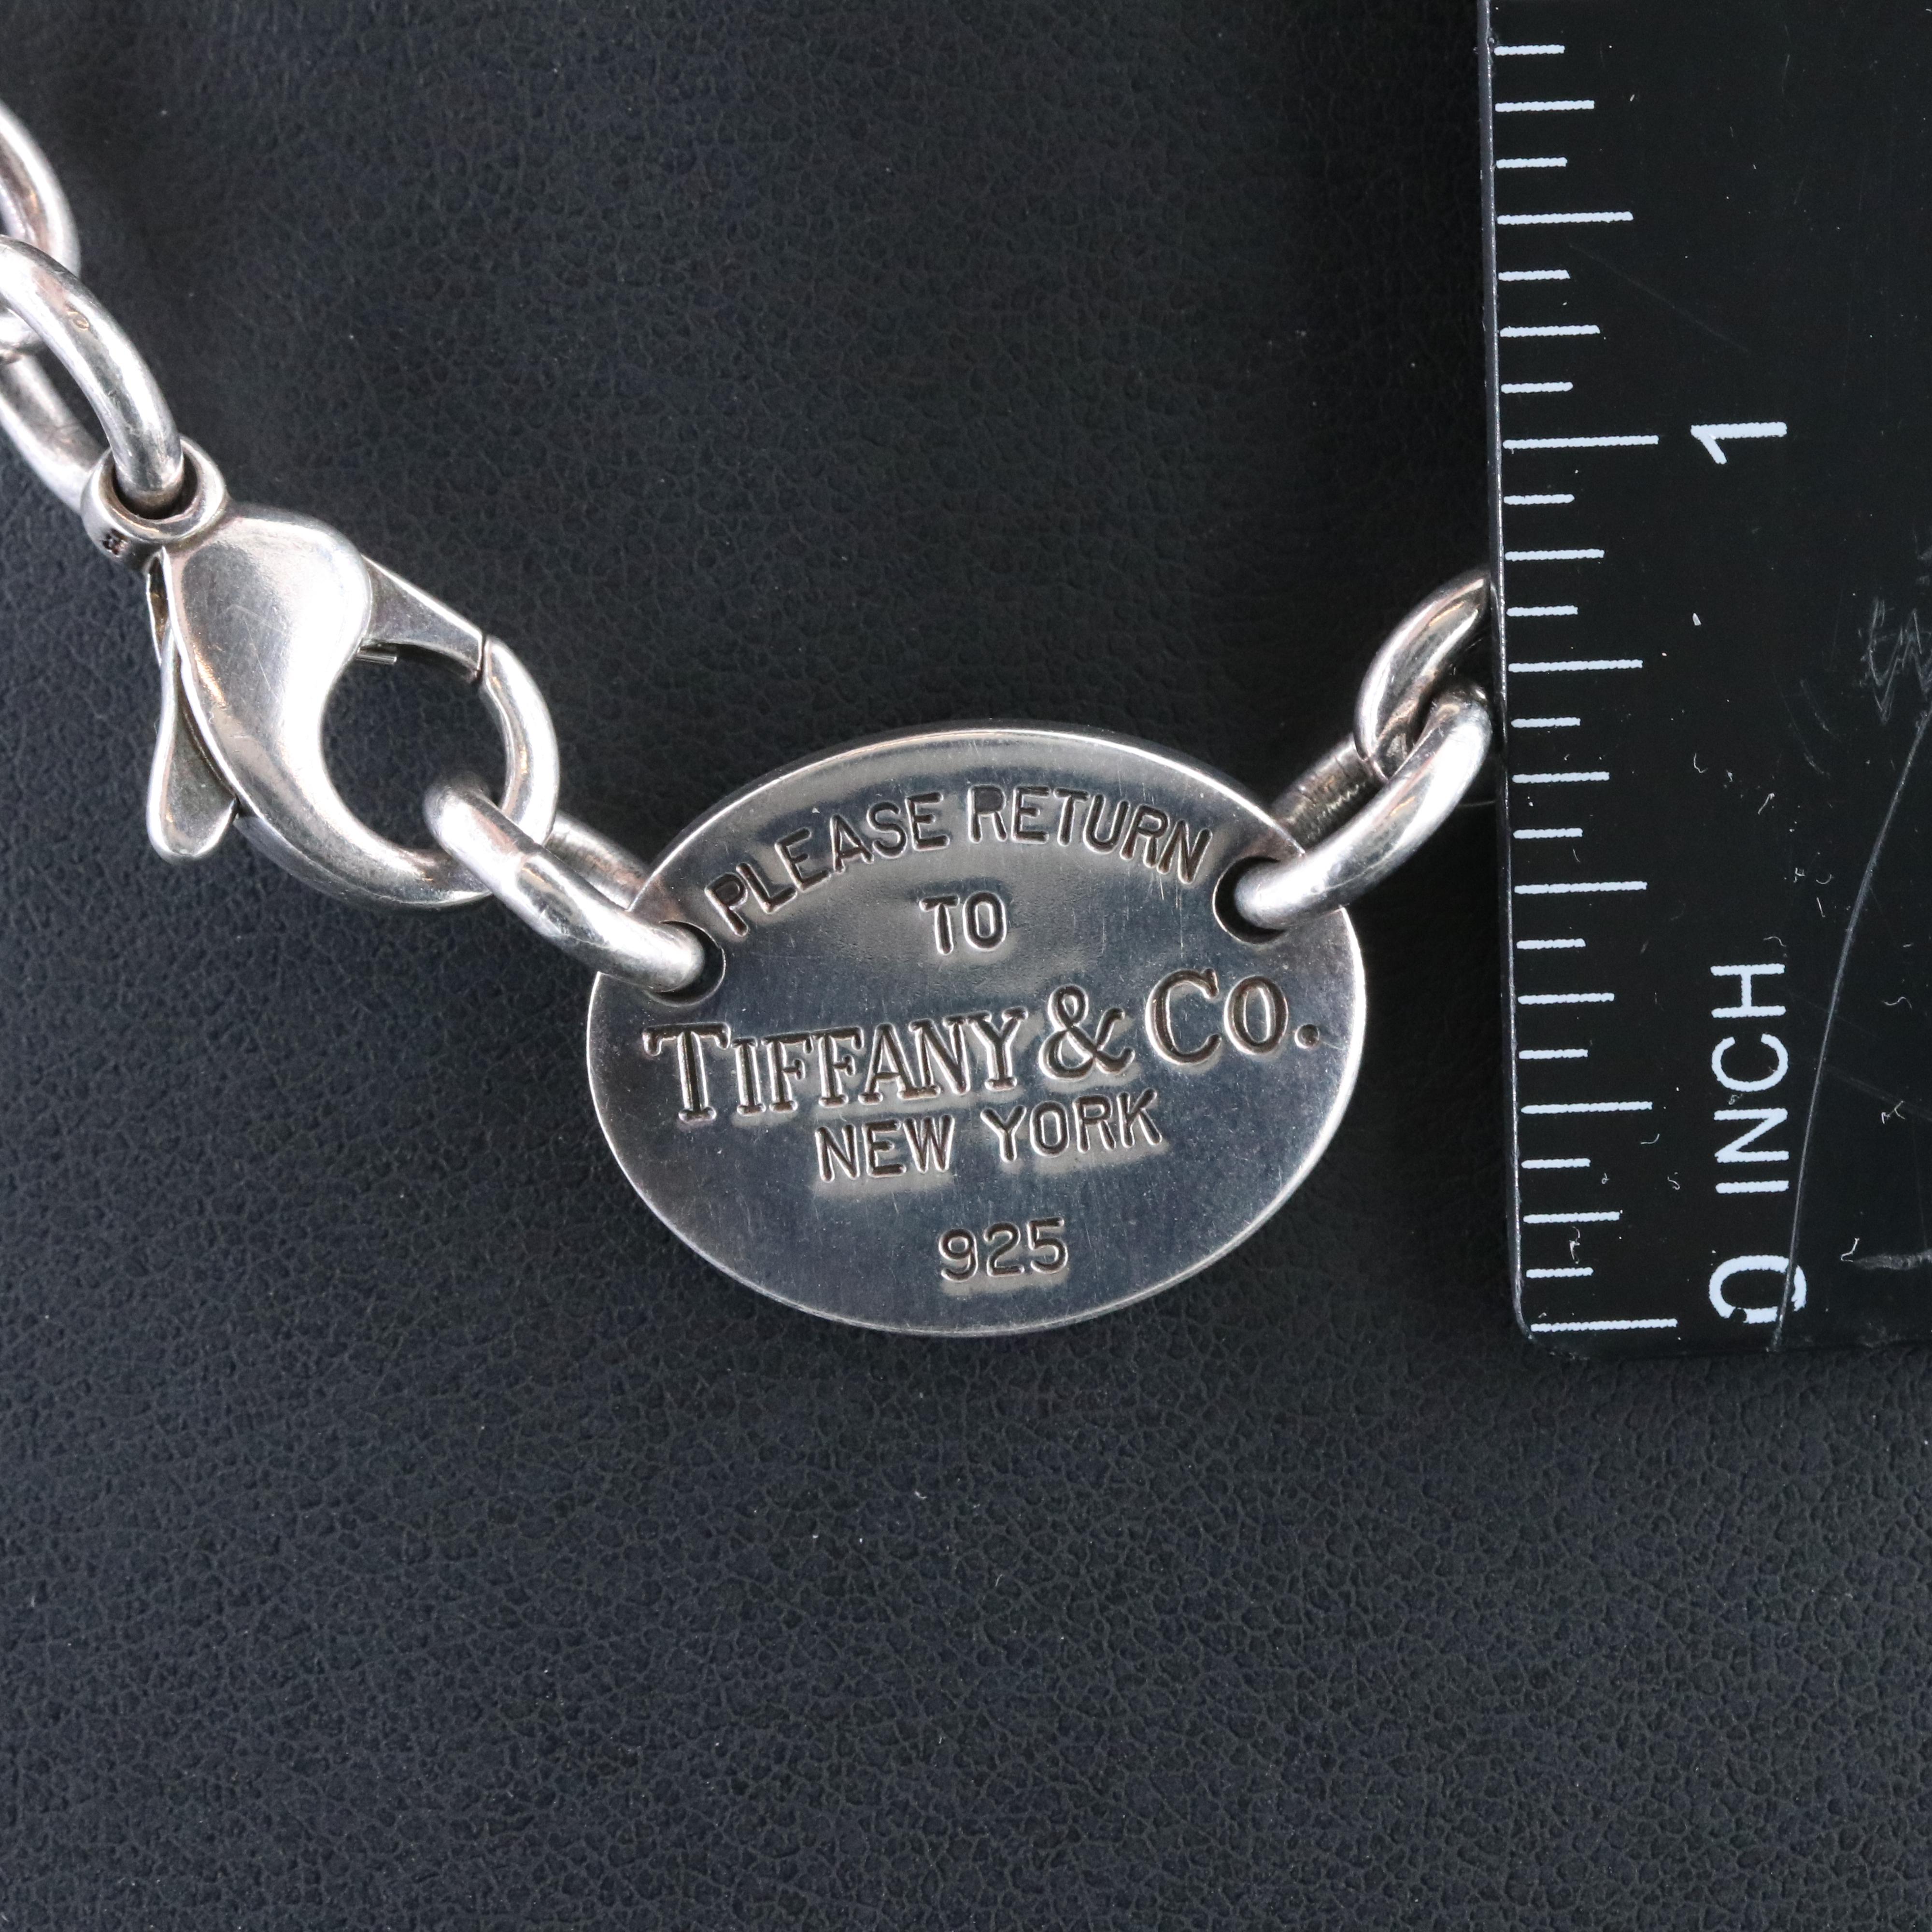 PLEASE RETURN
TO
TIFFANY & CO.
NEW YORK
925
0 INCH 1